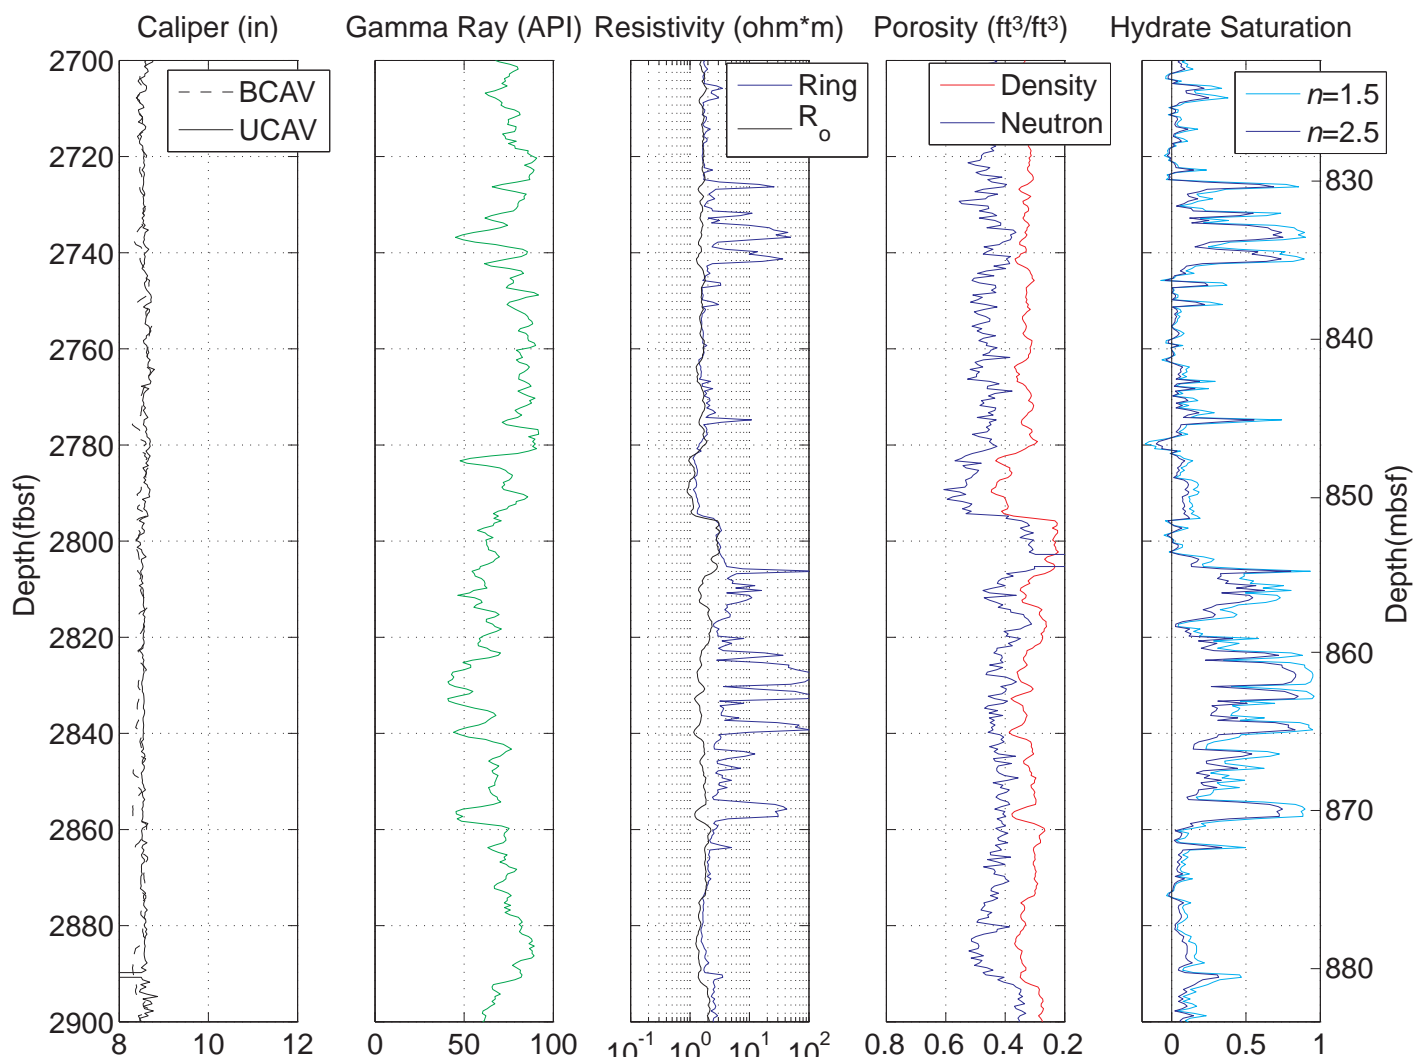 Caliper (in) Gamma Ray (API) Resistivity (ohm*m) Porosity (ft³/ft³) Hydrate Saturation
BCAV
UCAV
Ring
Ro
Density
Neutron
n=1.5
n=2.5
Depth(fbsf)
2700
2720
2740
2760
2780
2800
2820
2840
2860
2880
2900
830
840
850
860
870
880
Depth(mbsf)
8 10 12
0 50 100
10⁻¹ 10⁰ 10¹ 10²
0.8 0.6 0.4 0.2
0 0.5 1